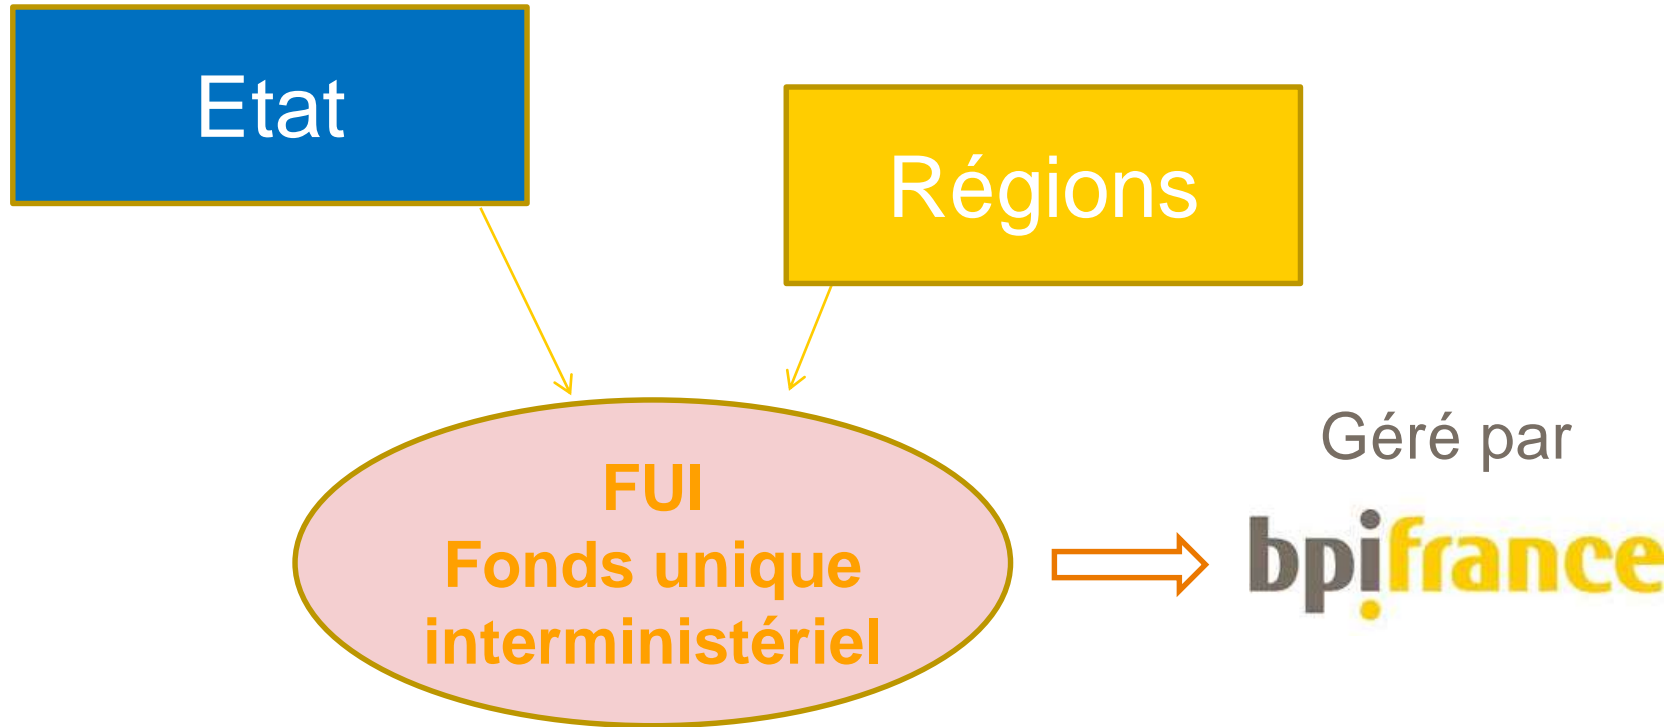 Etat
Régions
FUI
Fonds unique
interministériel
Géré par
bpifrance